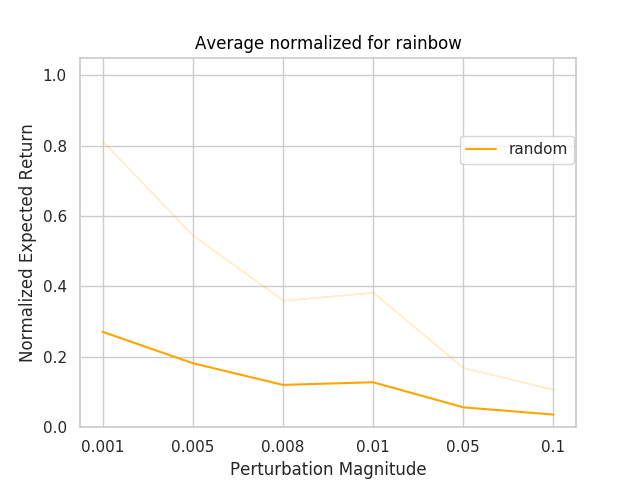 Average normalized for rainbow
1.0
0.8
0.6
0.4
0.2
0.0
Normalized Expected Return
random
0.001 0.005 0.008 0.01 0.05 0.1
Perturbation Magnitude